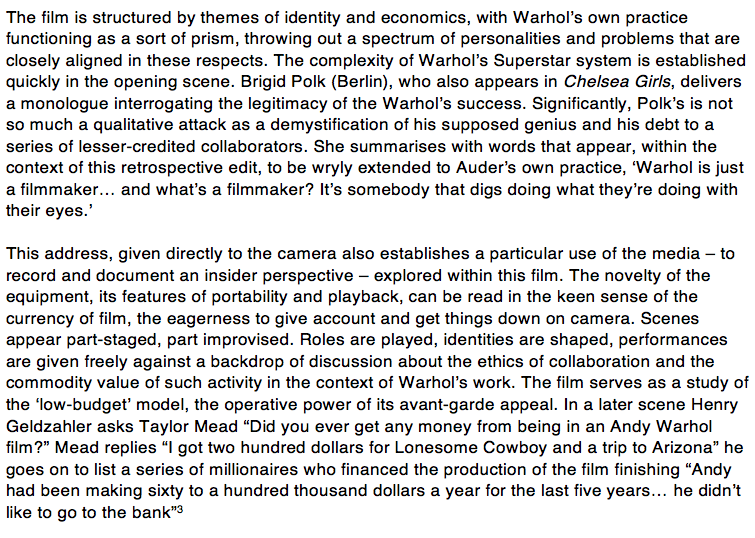 The film is structured by themes of identity and economics, with Warhol’s own practice
functioning as a sort of prism, throwing out a spectrum of personalities and problems that are
closely aligned in these respects. The complexity of Warhol’s Superstar system is established
quickly in the opening scene. Brigid Polk (Berlin), who also appears in Chelsea Girls, delivers
a monologue interrogating the legitimacy of the Warhol’s success. Significantly, Polk’s is not
so much a qualitative attack as a demystification of his supposed genius and his debt to a
series of lesser-credited collaborators. She summarises with words that appear, within the
context of this retrospective edit, to be wryly extended to Auder’s own practice, ‘Warhol is just
a filmmaker… and what’s a filmmaker? It’s somebody that digs doing what they’re doing with
their eyes.’

This address, given directly to the camera also establishes a particular use of the media – to
record and document an insider perspective – explored within this film. The novelty of the
equipment, its features of portability and playback, can be read in the keen sense of the
currency of film, the eagerness to give account and get things down on camera. Scenes
appear part-staged, part improvised. Roles are played, identities are shaped, performances
are given freely against a backdrop of discussion about the ethics of collaboration and the
commodity value of such activity in the context of Warhol’s work. The film serves as a study of
the ‘low-budget’ model, the operative power of its avant-garde appeal. In a later scene Henry
Geldzahler asks Taylor Mead “Did you ever get any money from being in an Andy Warhol
film?” Mead replies “I got two hundred dollars for Lonesome Cowboy and a trip to Arizona” he
goes on to list a series of millionaires who financed the production of the film finishing “Andy
had been making sixty to a hundred thousand dollars a year for the last five years… he didn’t
like to go to the bank”³